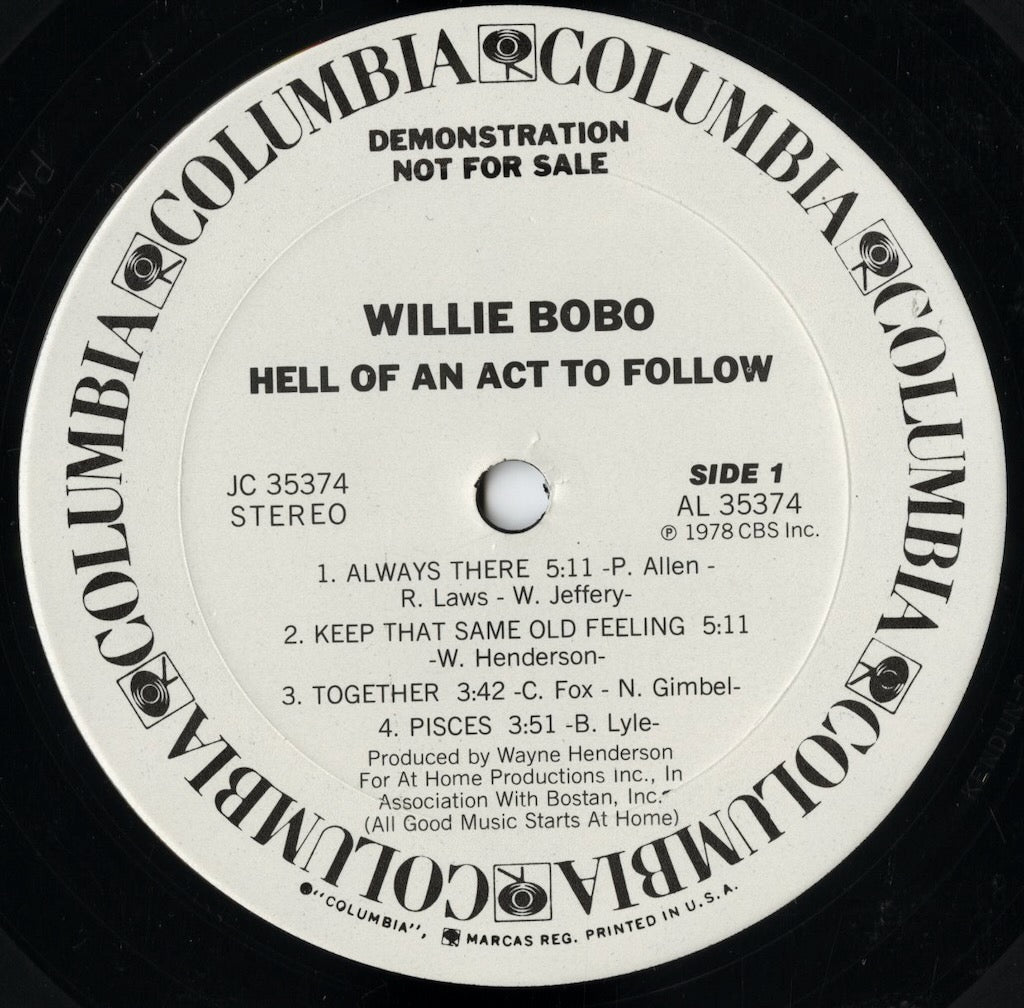 COLUMBIA COLUMBIA COLUMBIA COLUMBIA COLUMBIA COLUMBIA
DEMONSTRATION
NOT FOR SALE
WILLIE BOBO
HELL OF AN ACT TO FOLLOW
JC 35374
STEREO
SIDE 1
AL 35374
Ⓟ 1978 CBS Inc.
1. ALWAYS THERE 5:11 -P. Allen -
R. Laws - W. Jeffery-
2. KEEP THAT SAME OLD FEELING 5:11
-W. Henderson-
3. TOGETHER 3:42 -C. Fox - N. Gimbel-
4. PISCES 3:51 -B. Lyle-
Produced by Wayne Henderson
For At Home Productions Inc., In
Association With Bostan, Inc.
(All Good Music Starts At Home)
●"COLUMBIA", MARCAS REG. PRINTED IN U.S.A.